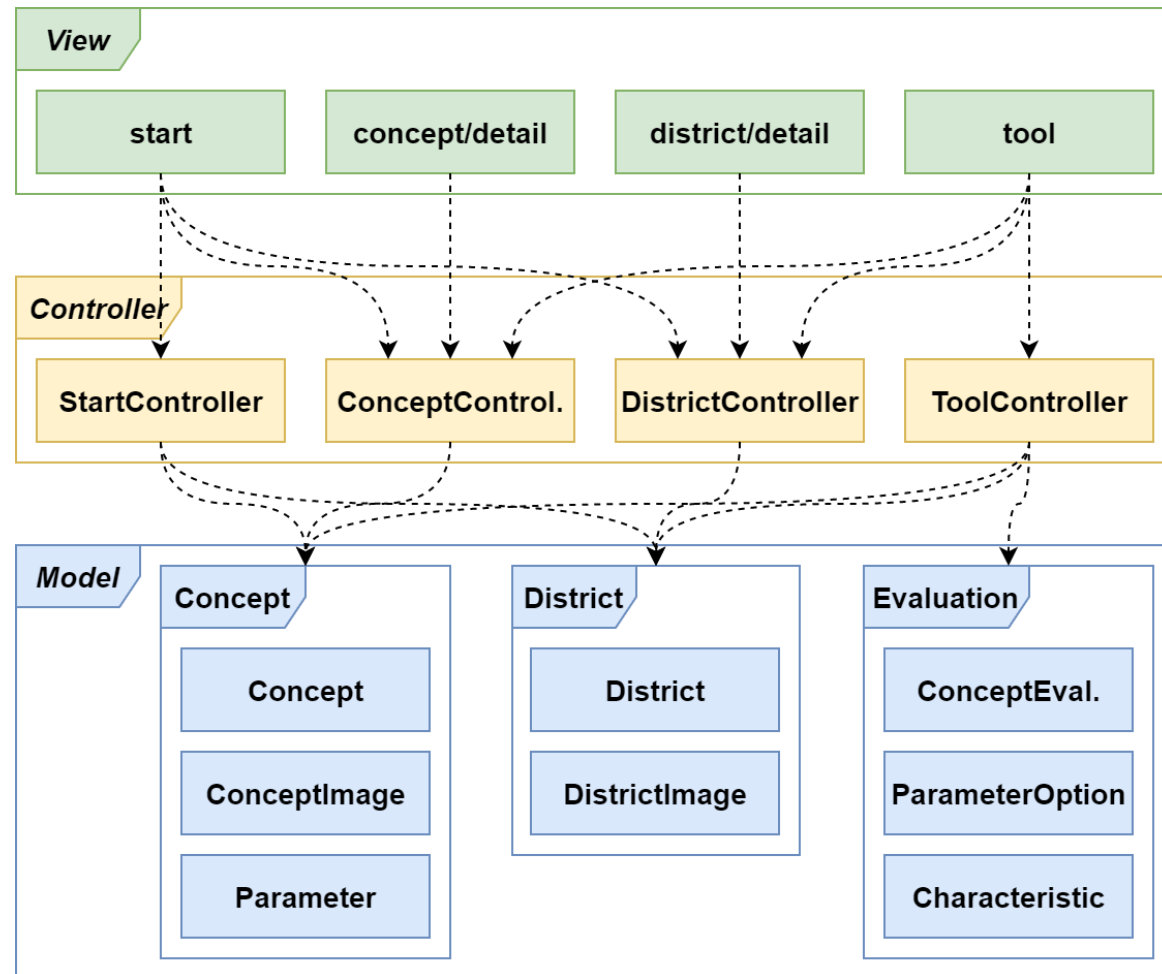 View
start
concept/detail
district/detail
tool
Controller
StartController
ConceptControl.
DistrictController
ToolController
Model
Concept
District
Evaluation
Concept
District
ConceptEval.
ConceptImage
DistrictImage
ParameterOption
Parameter
Characteristic